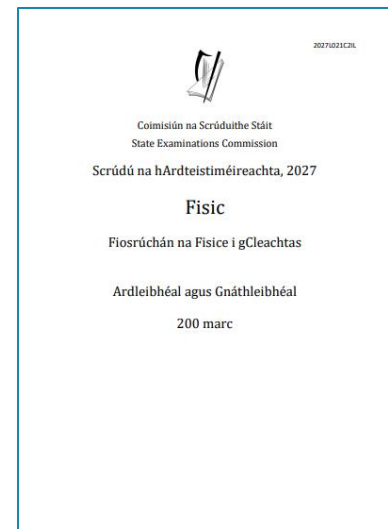 2027L021C2IL
Coimisiún na Scrúduithe Stáit
State Examinations Commission
Scrúdú na hArdteistiméireachta, 2027
Fisic
Fiosrúchán na Fisice i gCleachtas
Ardleibhéal agus Gnáthleibhéal
200 marc